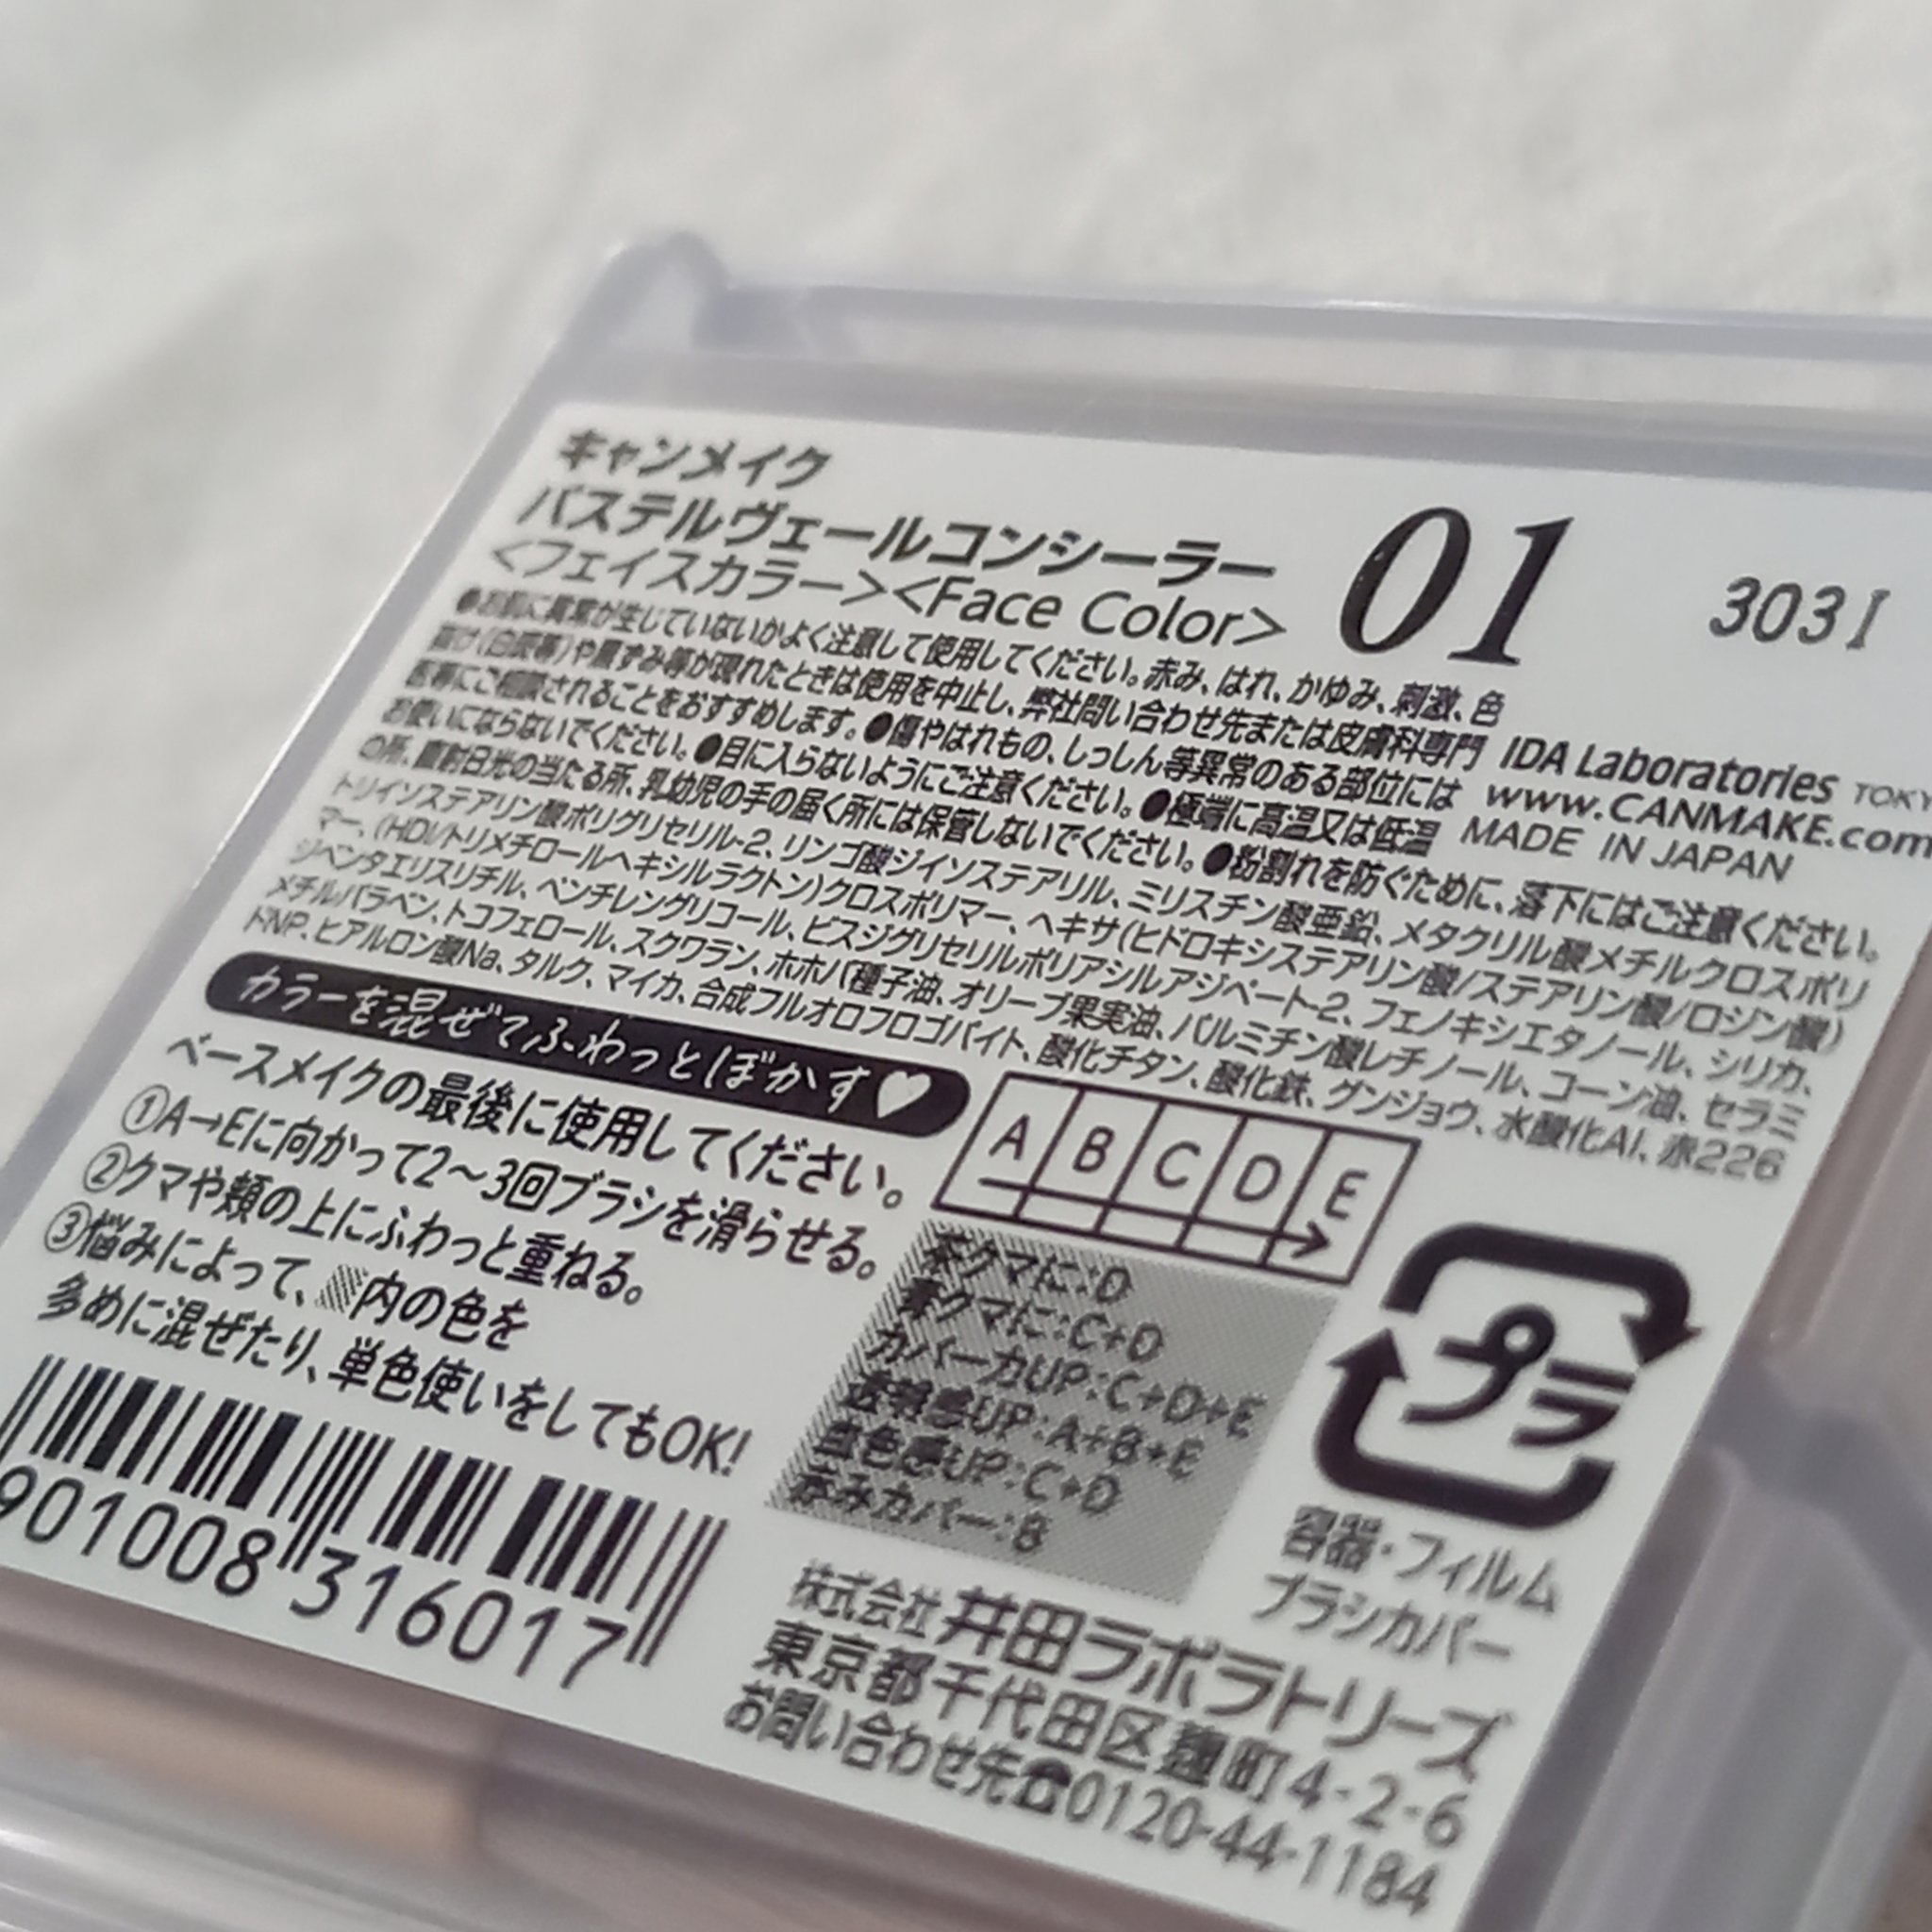 キャンメイク
パステルヴェールコンシーラー
01
303I
<フェイスカラー><Face Color>
●お肌に異常が生じていないかよく注意して使用してください。赤み、はれ、かゆみ、刺激、色
抜け(白斑等)や黒ずみ等が現れたときは使用を中止し、弊社問い合わせ先または皮膚科専門
医等にご相談されることをおすすめします。●傷やはれもの、しっしん等異常のある部位には
お使いにならないでください。●目に入らないようにご注意ください。●極端に高温又は低温
の所、直射日光の当たる所、乳幼児の手の届く所には保管しないでください。●粉割れを防ぐために、落下にはご注意ください。
IDA Laboratories
www.CANMAKE.com
MADE IN JAPAN
トリイソステアリン酸ポリグリセリル-2、リンゴ酸ジイソステアリル、ミリスチン酸亜鉛、メタクリル酸メチルクロスポリ
マー、(HDI/トリメチロールヘキシルラクトン)クロスポリマー、ヘキサ(ヒドロキシステアリン酸/ステアリン酸/ロジン酸)
ジペンタエリスリチル、ペンチレングリコール、ビスジグリセリルポリアシルアジペート-2、フェノキシエタノール、シリカ、
メチルパラベン、トコフェロール、スクワラン、ホホバ種子油、オリーブ果実油、パルミチン酸レチノール、コーン油、セラミ
ドNP、ヒアルロン酸Na、タルク、マイカ、合成フルオロフロゴパイト、酸化チタン、酸化鉄、グンジョウ、水酸化Al、赤226
カラーを混ぜてふわっとぼかす♡
ベースメイクの最後に使用してください。
①A→Eに向かって2〜3回ブラシを滑らせる。
②クマや頬の上にふわっと重ねる。
③悩みによって、内の色を
多めに混ぜたり、単色使いをしてもOK!
A B C D E
茶クマに:D
青クマに:C+D
カバー力UP:C+D+E
透明感UP:A+B+E
血色感UP:C+D
赤みカバー:B
プラ
容器・フィルム
ブラシカバー
901008 316017
株式会社井田ラボラトリーズ
東京都千代田区麹町4-2-6
お問い合わせ先☎0120-44-1184